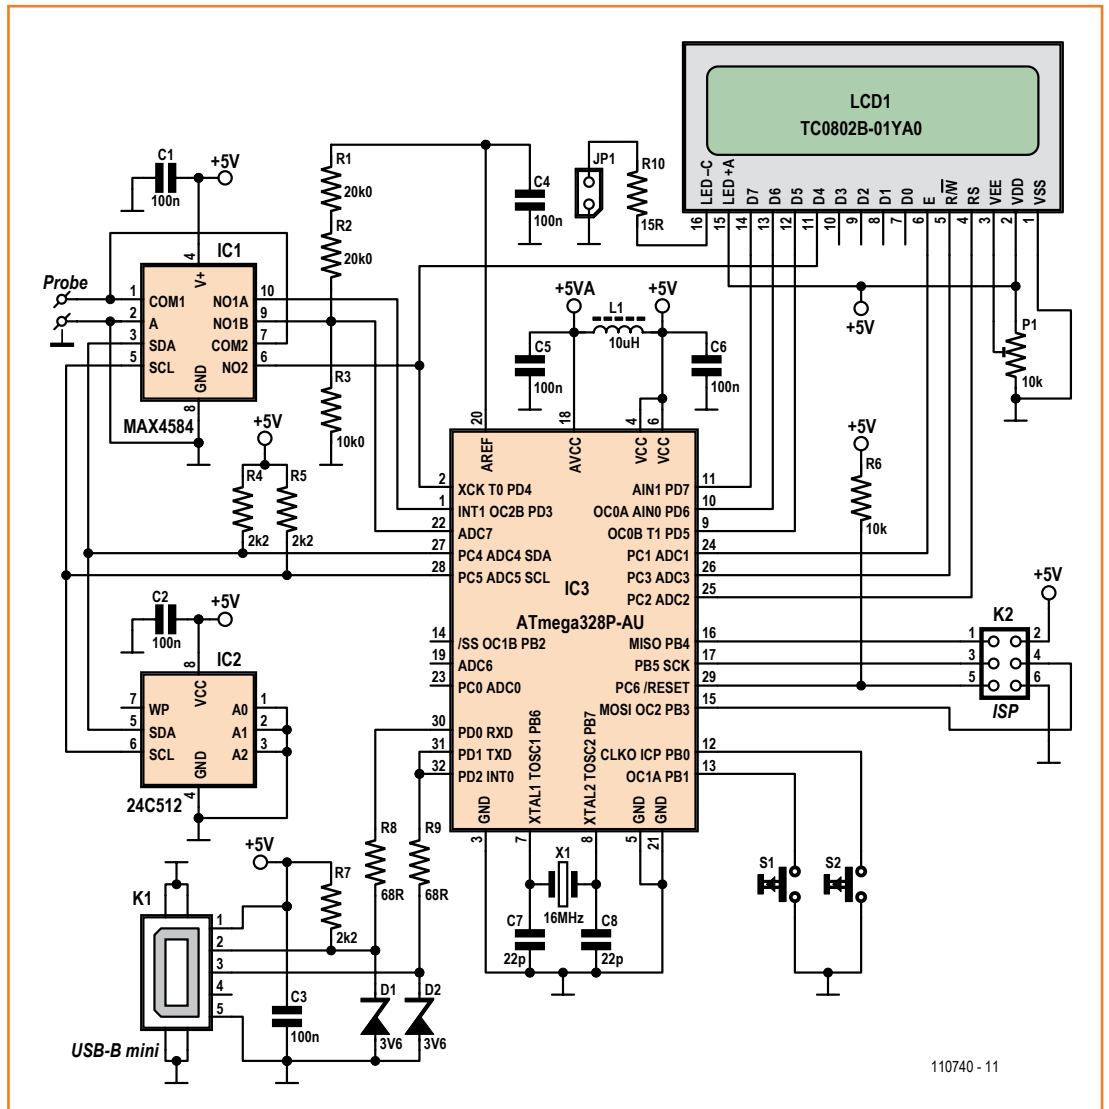 LCD1
TC0802B-01YA0
LED –C
LED +A
D7
D6
D5
D4
D3
D2
D1
D0
E
R/W
RS
VEE
VDD
VSS
16
15
14
13
12
11
10
9
8
7
6
5
4
3
2
1
JP1
R10
15R
+5V
P1
10k
C1
100n
+5V
R1
20k0
R2
20k0
R3
10k0
C4
100n
Probe
IC1
4
V+
1
2
3
5
COM1
A
SDA
SCL
NO1A
NO1B
COM2
NO2
10
9
7
6
GND
8
MAX4584
+5V
R4
2k2
R5
2k2
+5VA
L1
10uH
+5V
C5
100n
C6
100n
20
18
4
6
AREF
AVCC
VCC
VCC
2
XCK T0 PD4
1
INT1 OC2B PD3
22
ADC7
27
PC4 ADC4 SDA
28
PC5 ADC5 SCL
14
/SS OC1B PB2
19
ADC6
23
PC0 ADC0
30
PD0 RXD
31
PD1 TXD
32
PD2 INT0
IC3
ATmega328P-AU
AIN1 PD7
11
OC0A AIN0 PD6
10
OC0B T1 PD5
9
PC1 ADC1
24
PC3 ADC3
26
PC2 ADC2
25
MISO PB4
16
PB5 SCK
17
PC6 /RESET
29
MOSI OC2 PB3
15
CLKO ICP PB0
12
OC1A PB1
13
GND
XTAL1 TOSC1 PB6
XTAL2 TOSC2 PB7
GND
GND
3
7
8
5
21
+5V
R6
10k
K2
+5V
1
2
3
4
5
6
ISP
C2
100n
+5V
IC2
8
VCC
7
WP
5
SDA
6
SCL
A0
1
A1
2
A2
3
GND
4
24C512
+5V
R7
2k2
R8
68R
R9
68R
K1
1
2
3
4
5
USB-B mini
C3
100n
D1
3V6
D2
3V6
X1
16MHz
C7
22p
C8
22p
S1
S2
110740 - 11